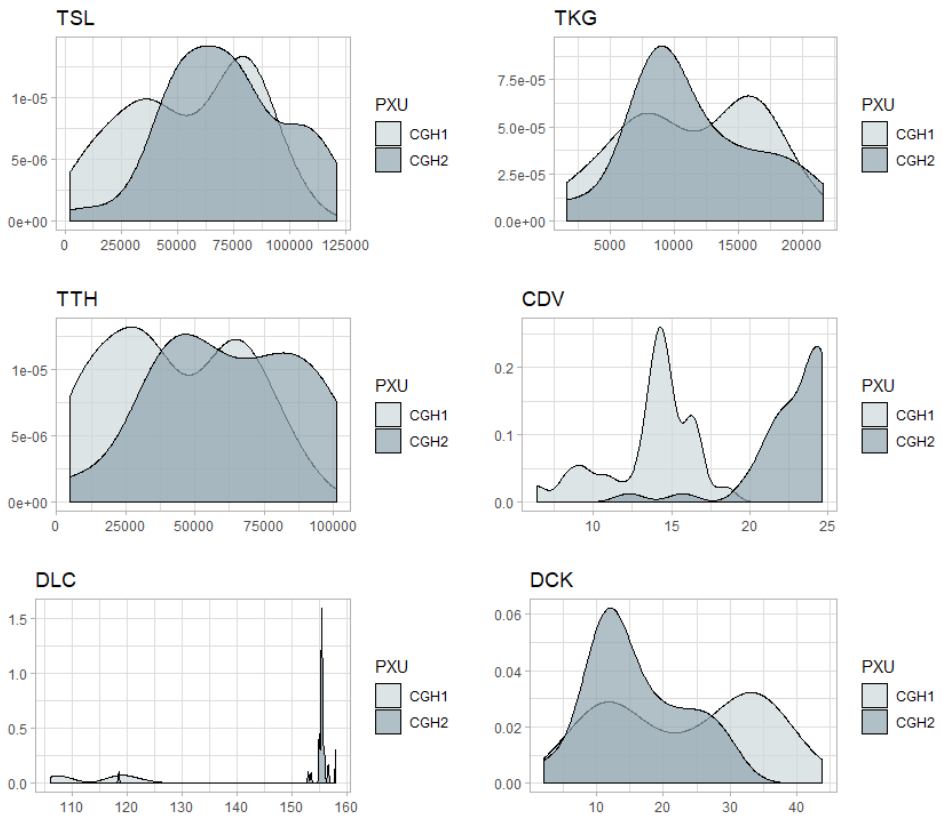 TSL
1e-05
5e-06
0e+00
0 25000 50000 75000 100000 125000
PXU
CGH1
CGH2
TKG
7.5e-05
5.0e-05
2.5e-05
0.0e+00
5000 10000 15000 20000
PXU
CGH1
CGH2
TTH
1e-05
5e-06
0e+00
0 25000 50000 75000 100000
PXU
CGH1
CGH2
CDV
0.2
0.1
0.0
10 15 20 25
PXU
CGH1
CGH2
DLC
1.5
1.0
0.5
0.0
110 120 130 140 150 160
PXU
CGH1
CGH2
DCK
0.06
0.04
0.02
0.00
10 20 30 40
PXU
CGH1
CGH2